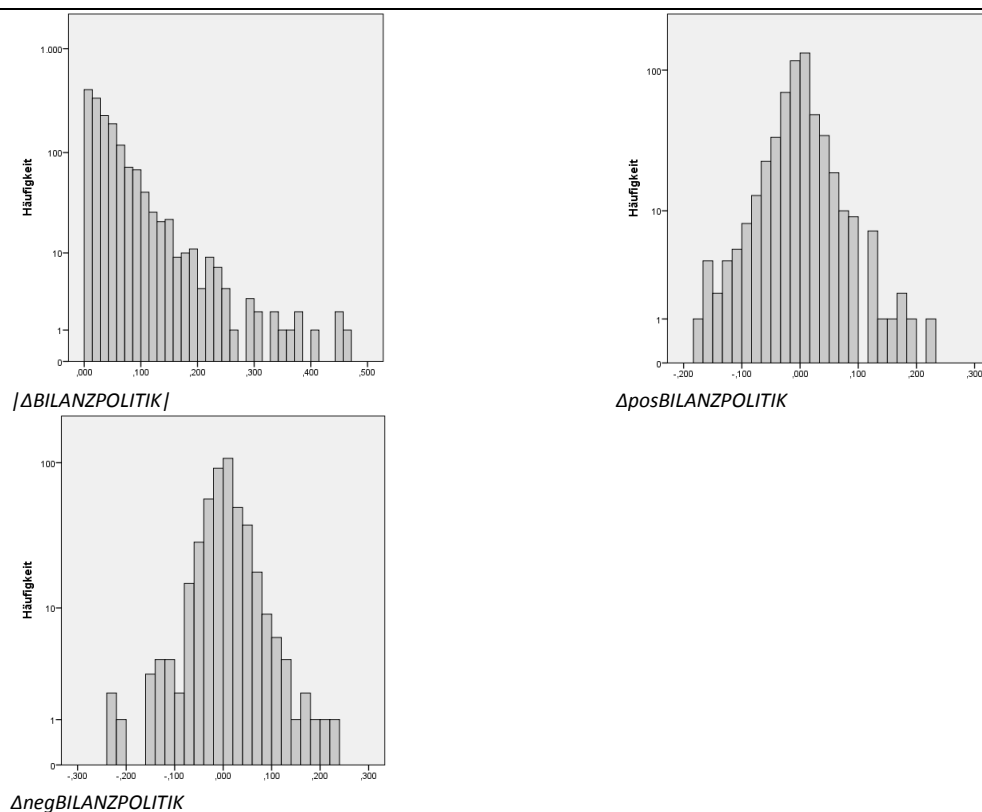 1.000
100
10
1
0
Häufigkeit
,000 ,100 ,200 ,300 ,400 ,500
|ΔBILANZPOLITIK|
100
10
1
0
Häufigkeit
-,200 -,100 ,000 ,100 ,200 ,300
ΔposBILANZPOLITIK
100
10
1
0
Häufigkeit
-,300 -,200 -,100 ,000 ,100 ,200 ,300
ΔnegBILANZPOLITIK